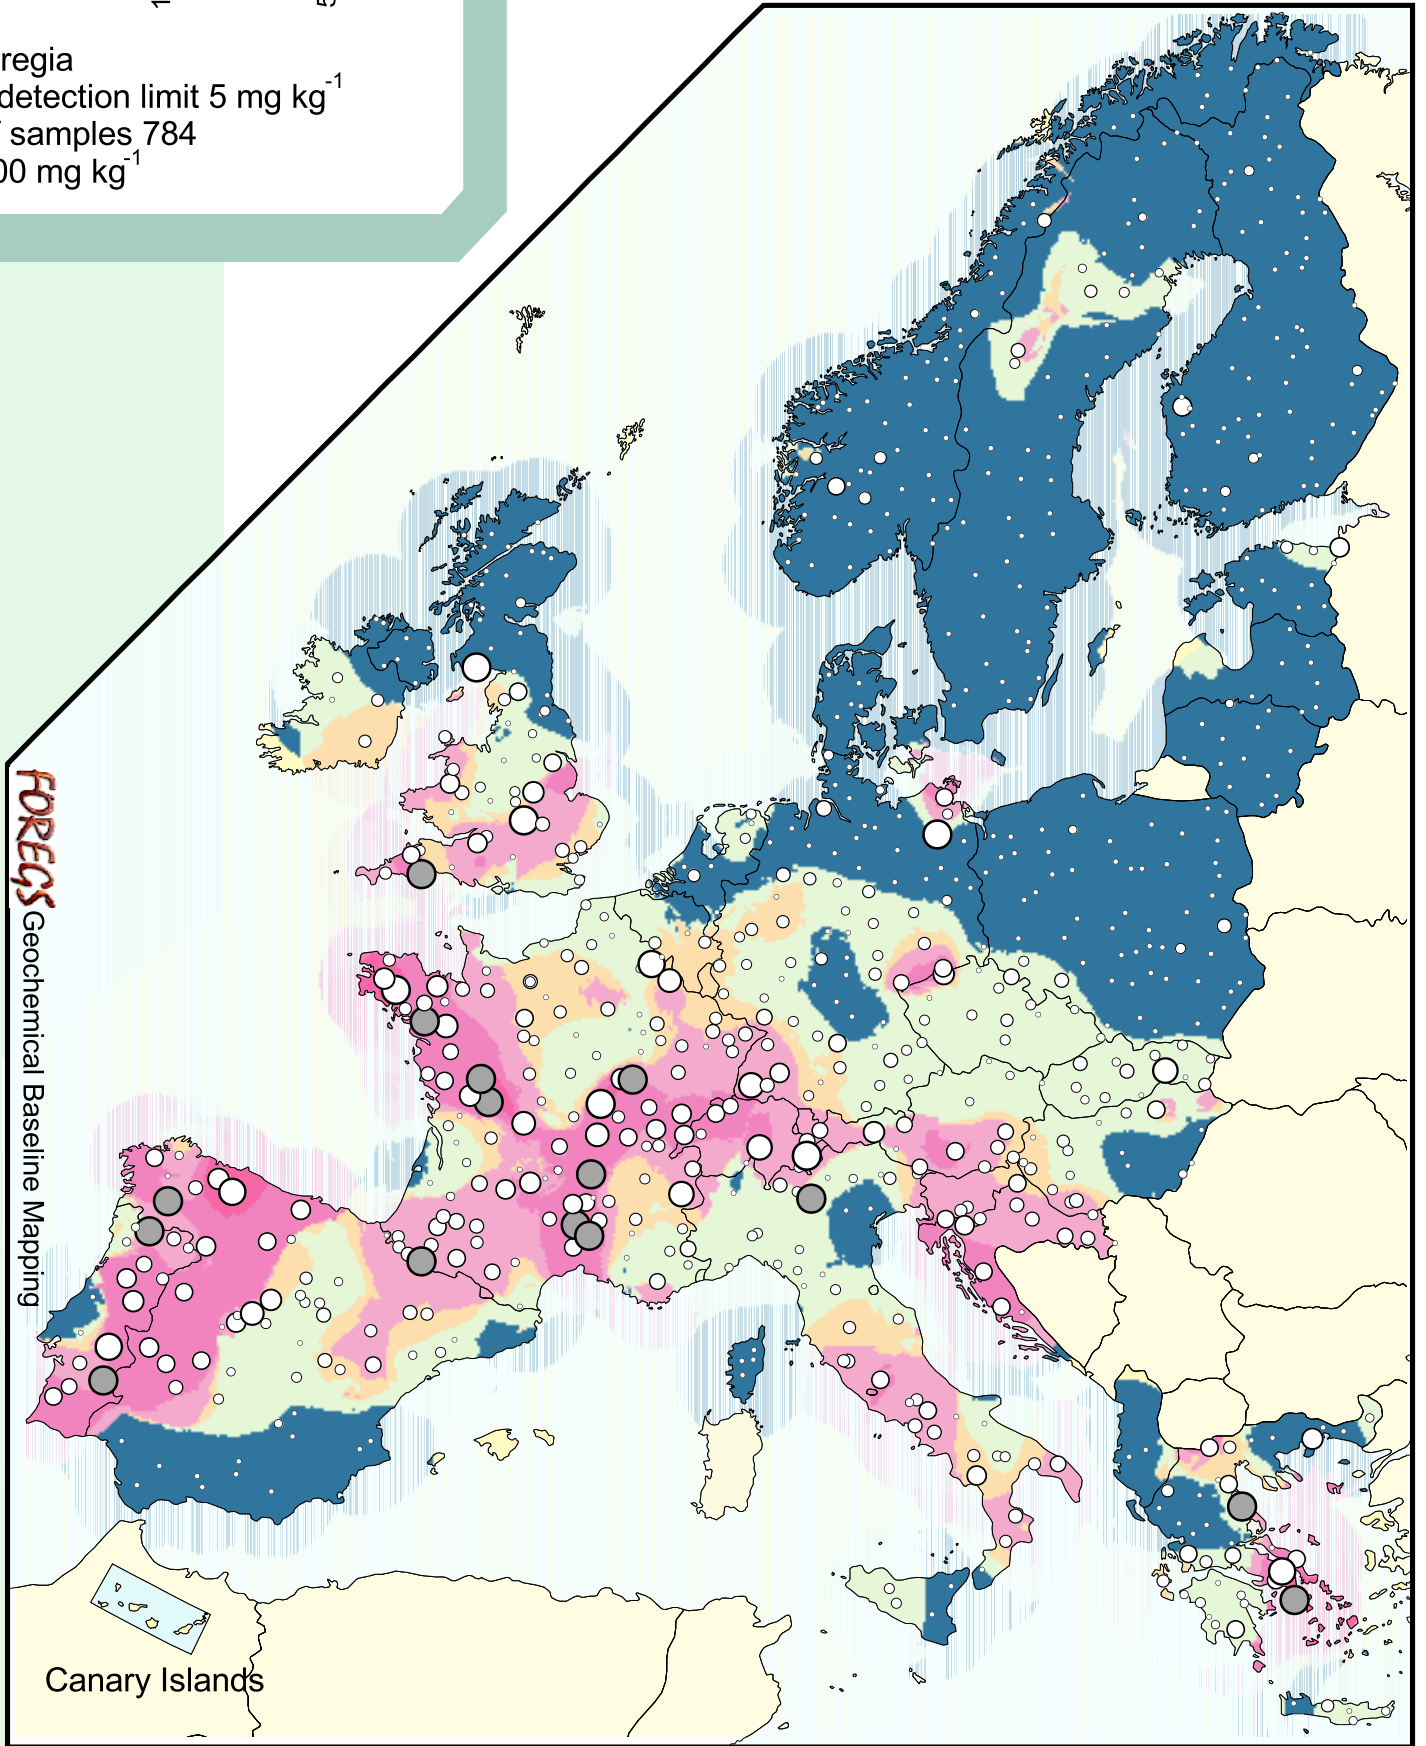 regia
detection limit 5 mg kg-1
samples 784
00 mg kg-1
FOREGS Geochemical Baseline Mapping
Canary Islands